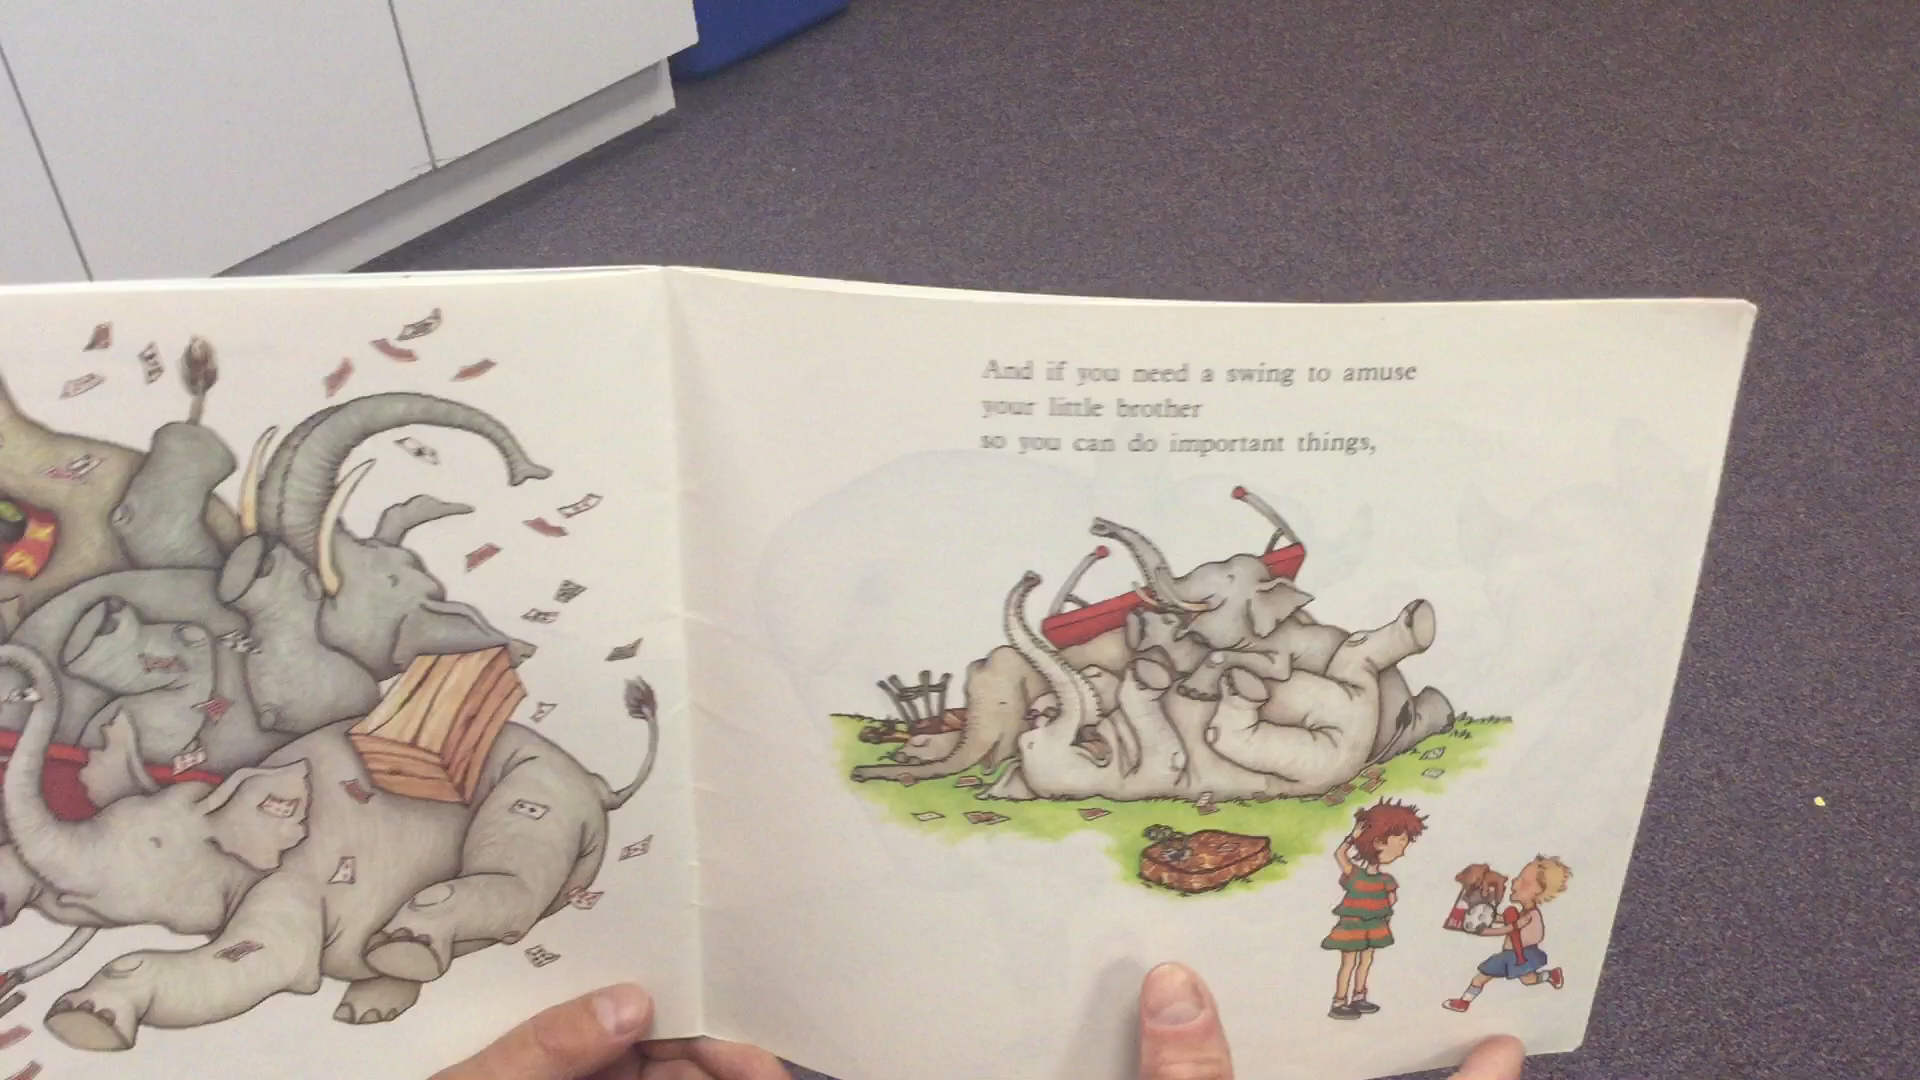 And if you need a swing to amuse
your little brother
so you can do important things,